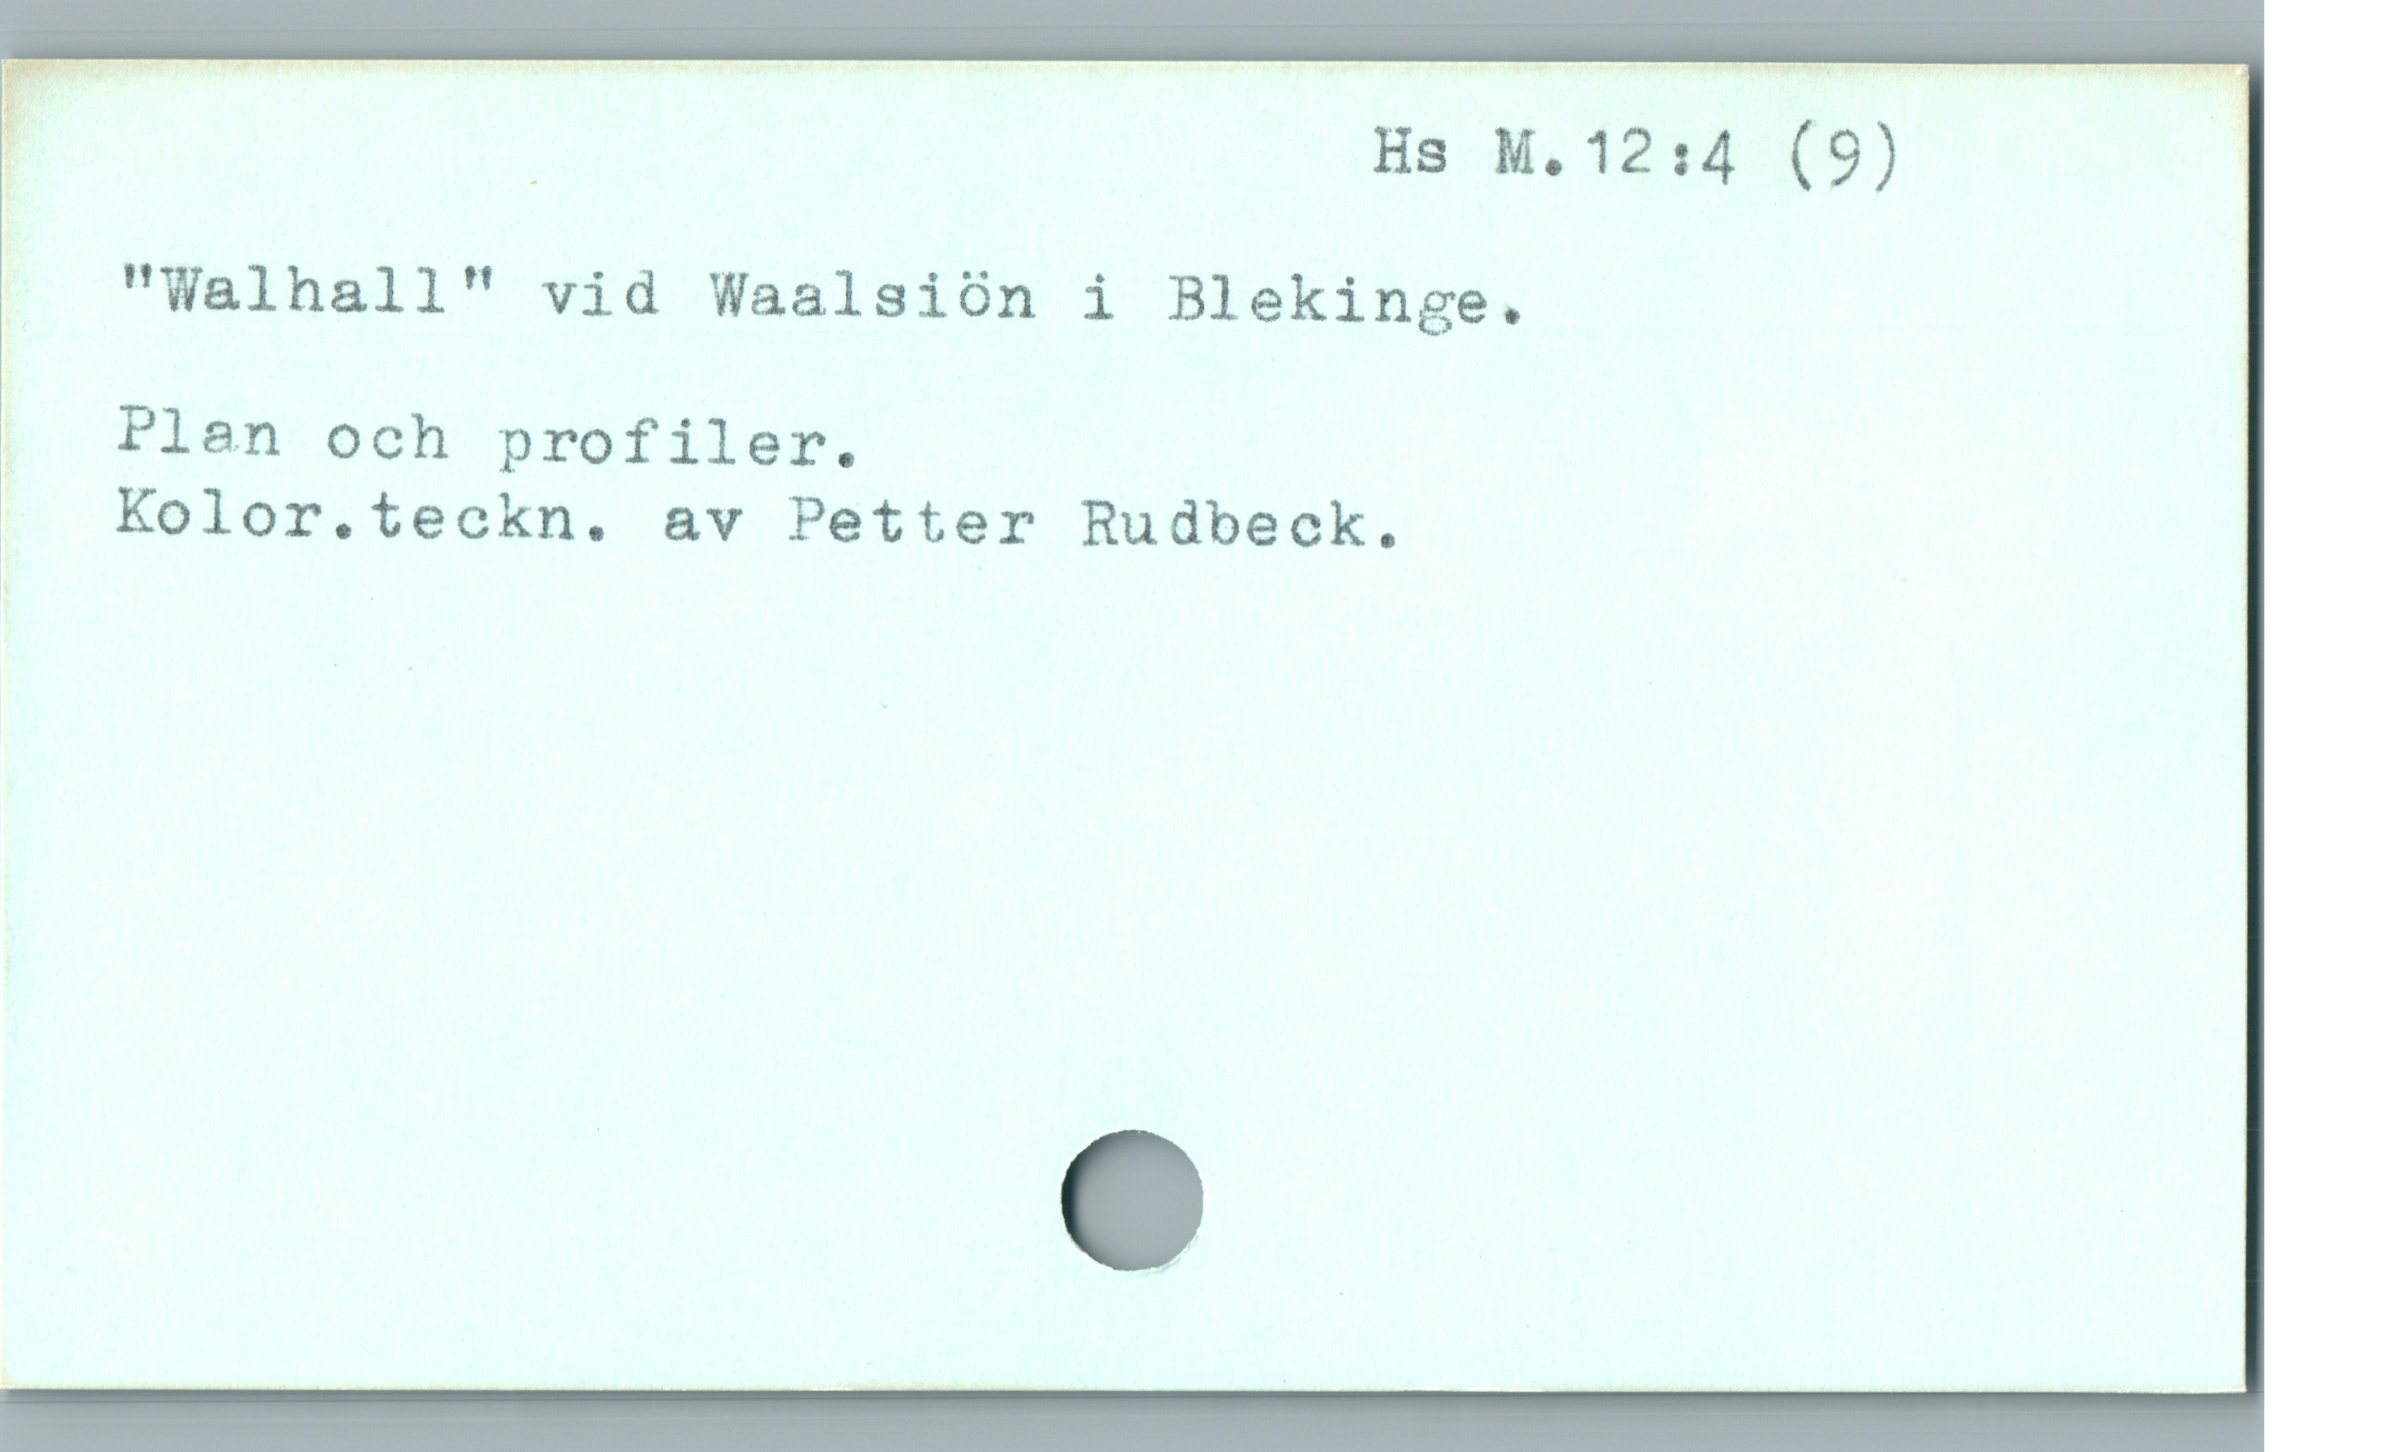 Hs M.12:4 (9)
"Walhall" vid Waalsiön i Blekinge.
Plan och profiler.
Kolor.teckn. av Petter Rudbeck.